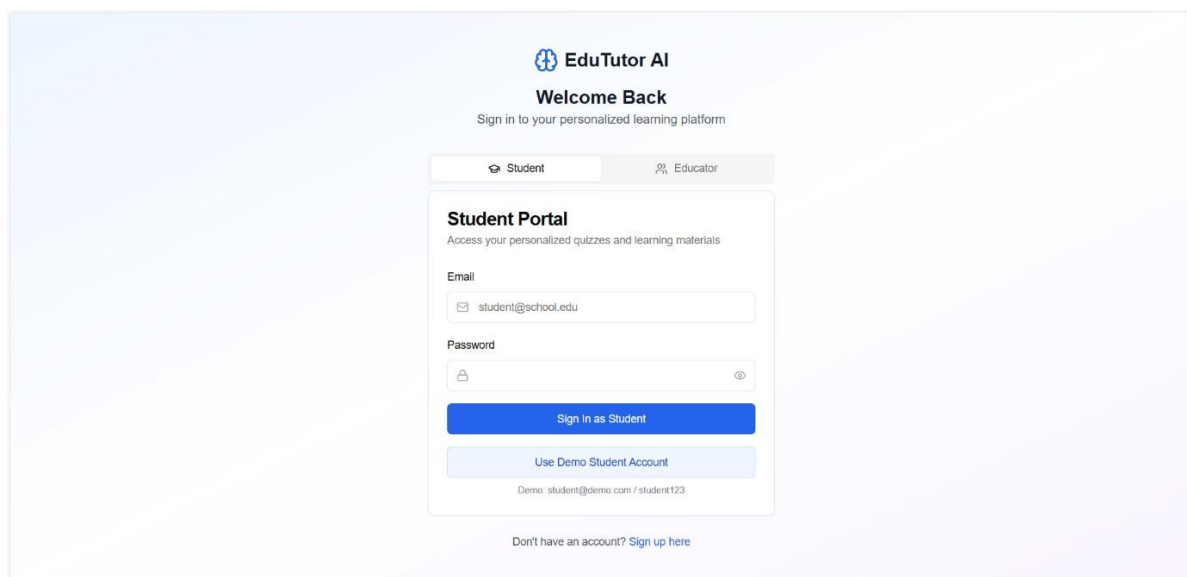 EduTutor AI
Welcome Back
Sign in to your personalized learning platform
Student
Educator
Student Portal
Access your personalized quizzes and learning materials
Email
student@school.edu
Password
Sign In as Student
Use Demo Student Account
Demo: student@demo.com / student123
Don't have an account? Sign up here